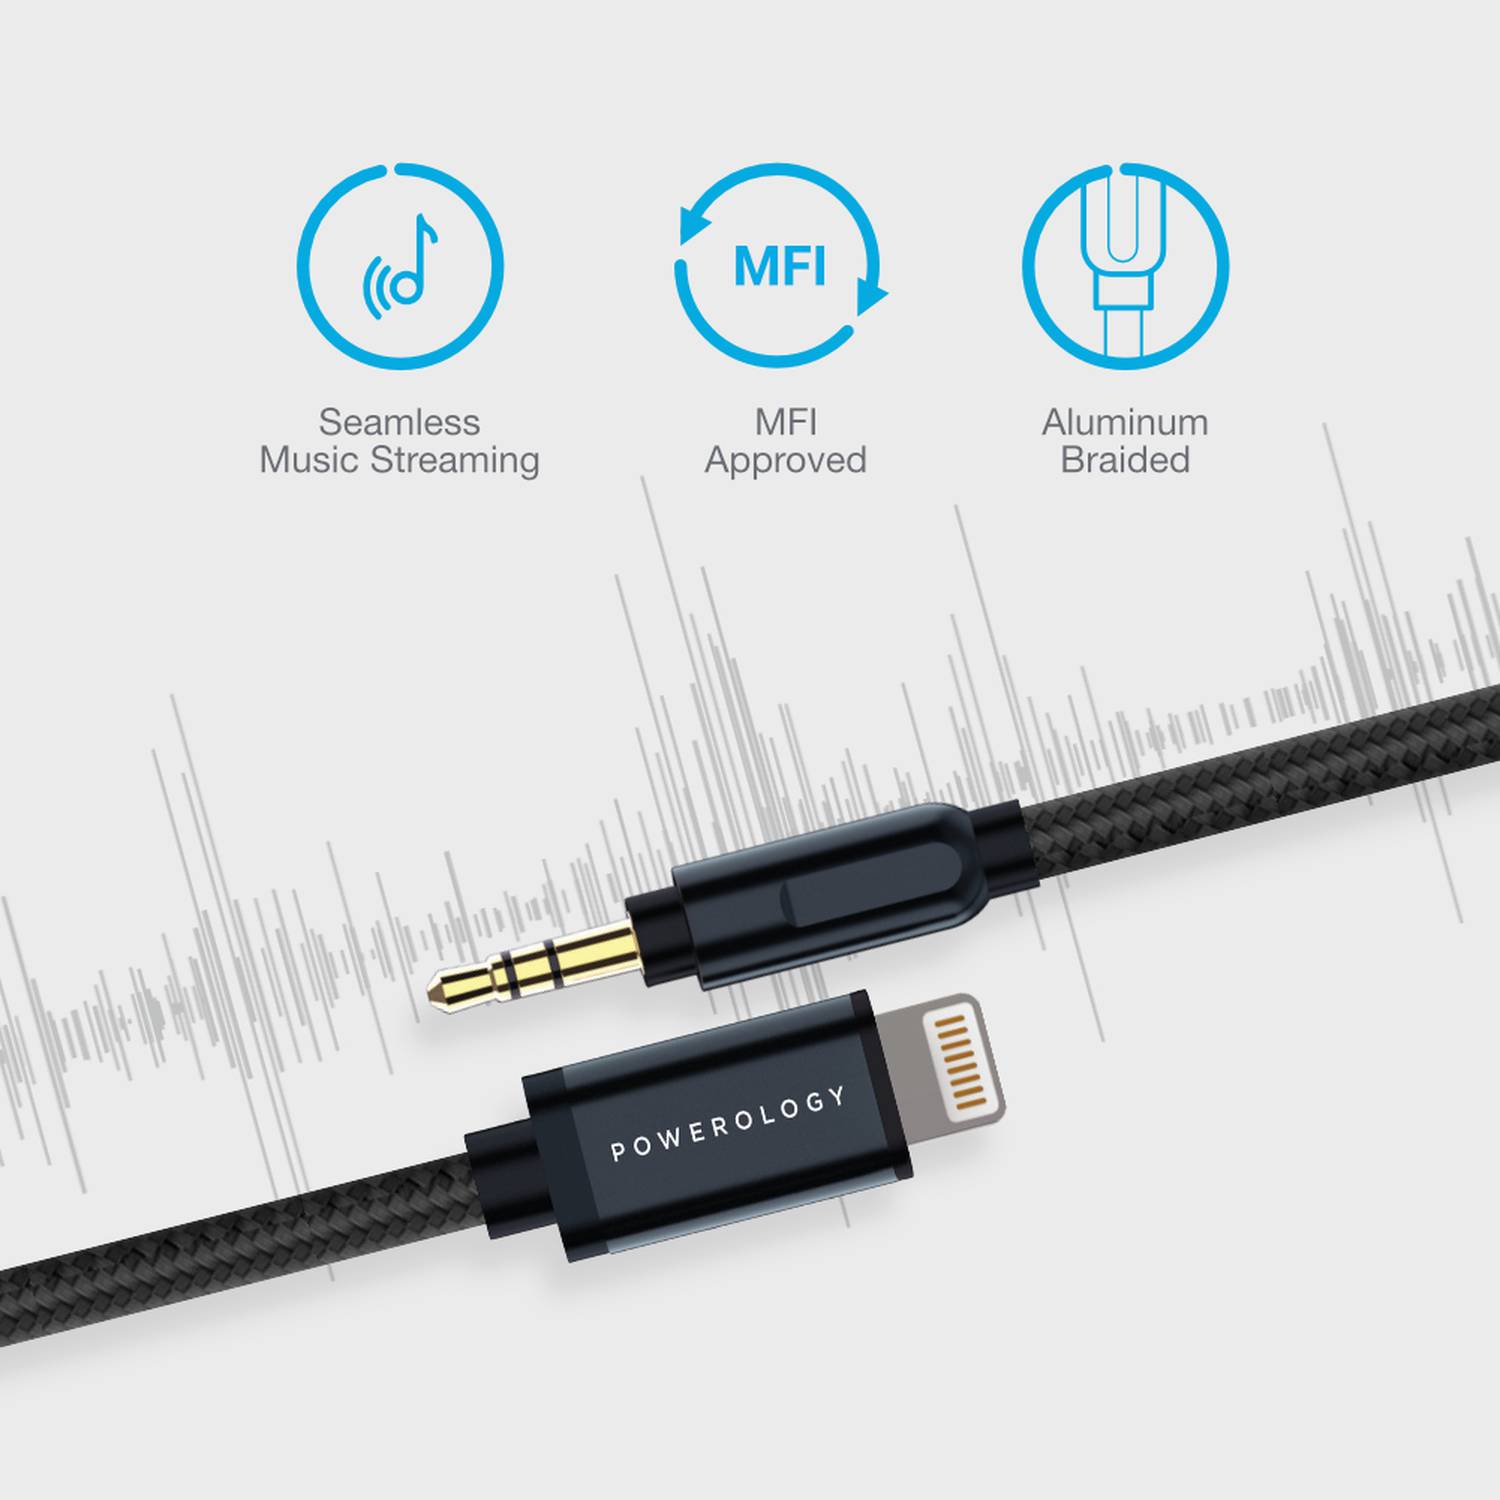 MFI
Seamless
Music Streaming
MFI
Approved
Aluminum
Braided
POWEROLOGY